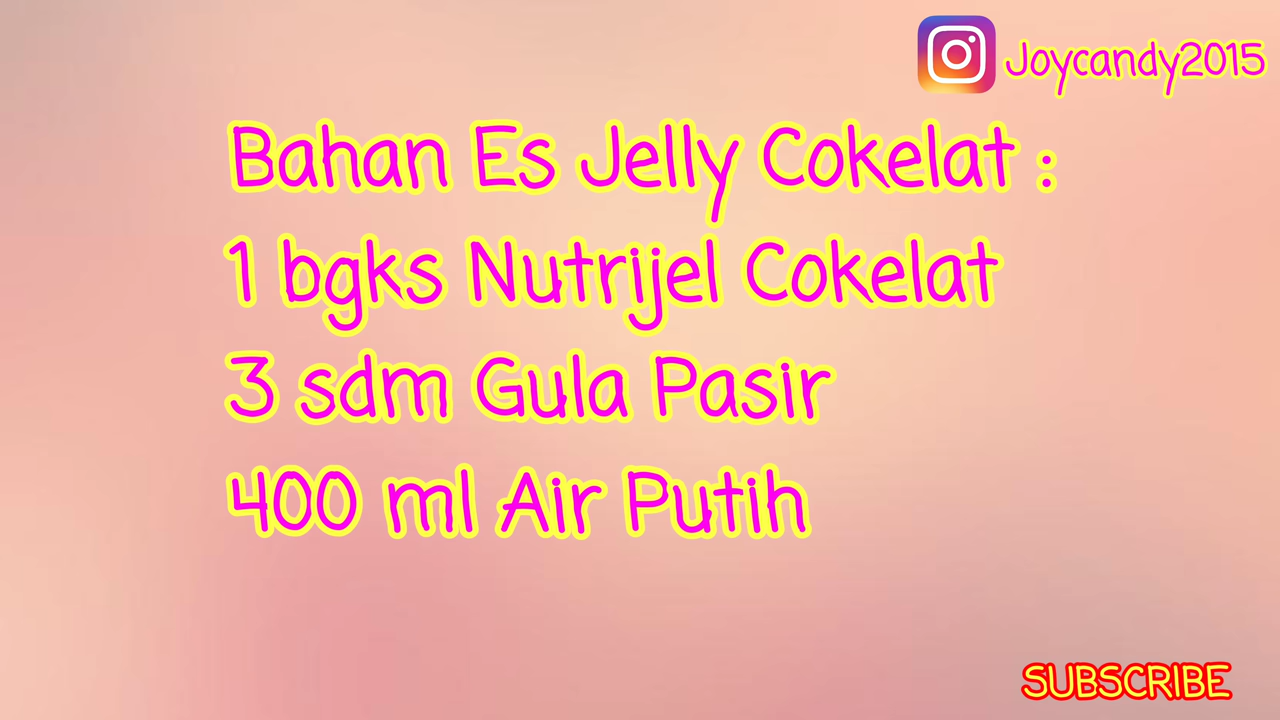 Joycandy2015
Bahan Es Jelly Cokelat :
1 bgks Nutrijel Cokelat
3 sdm Gula Pasir
400 ml Air Putih
SUBSCRIBE